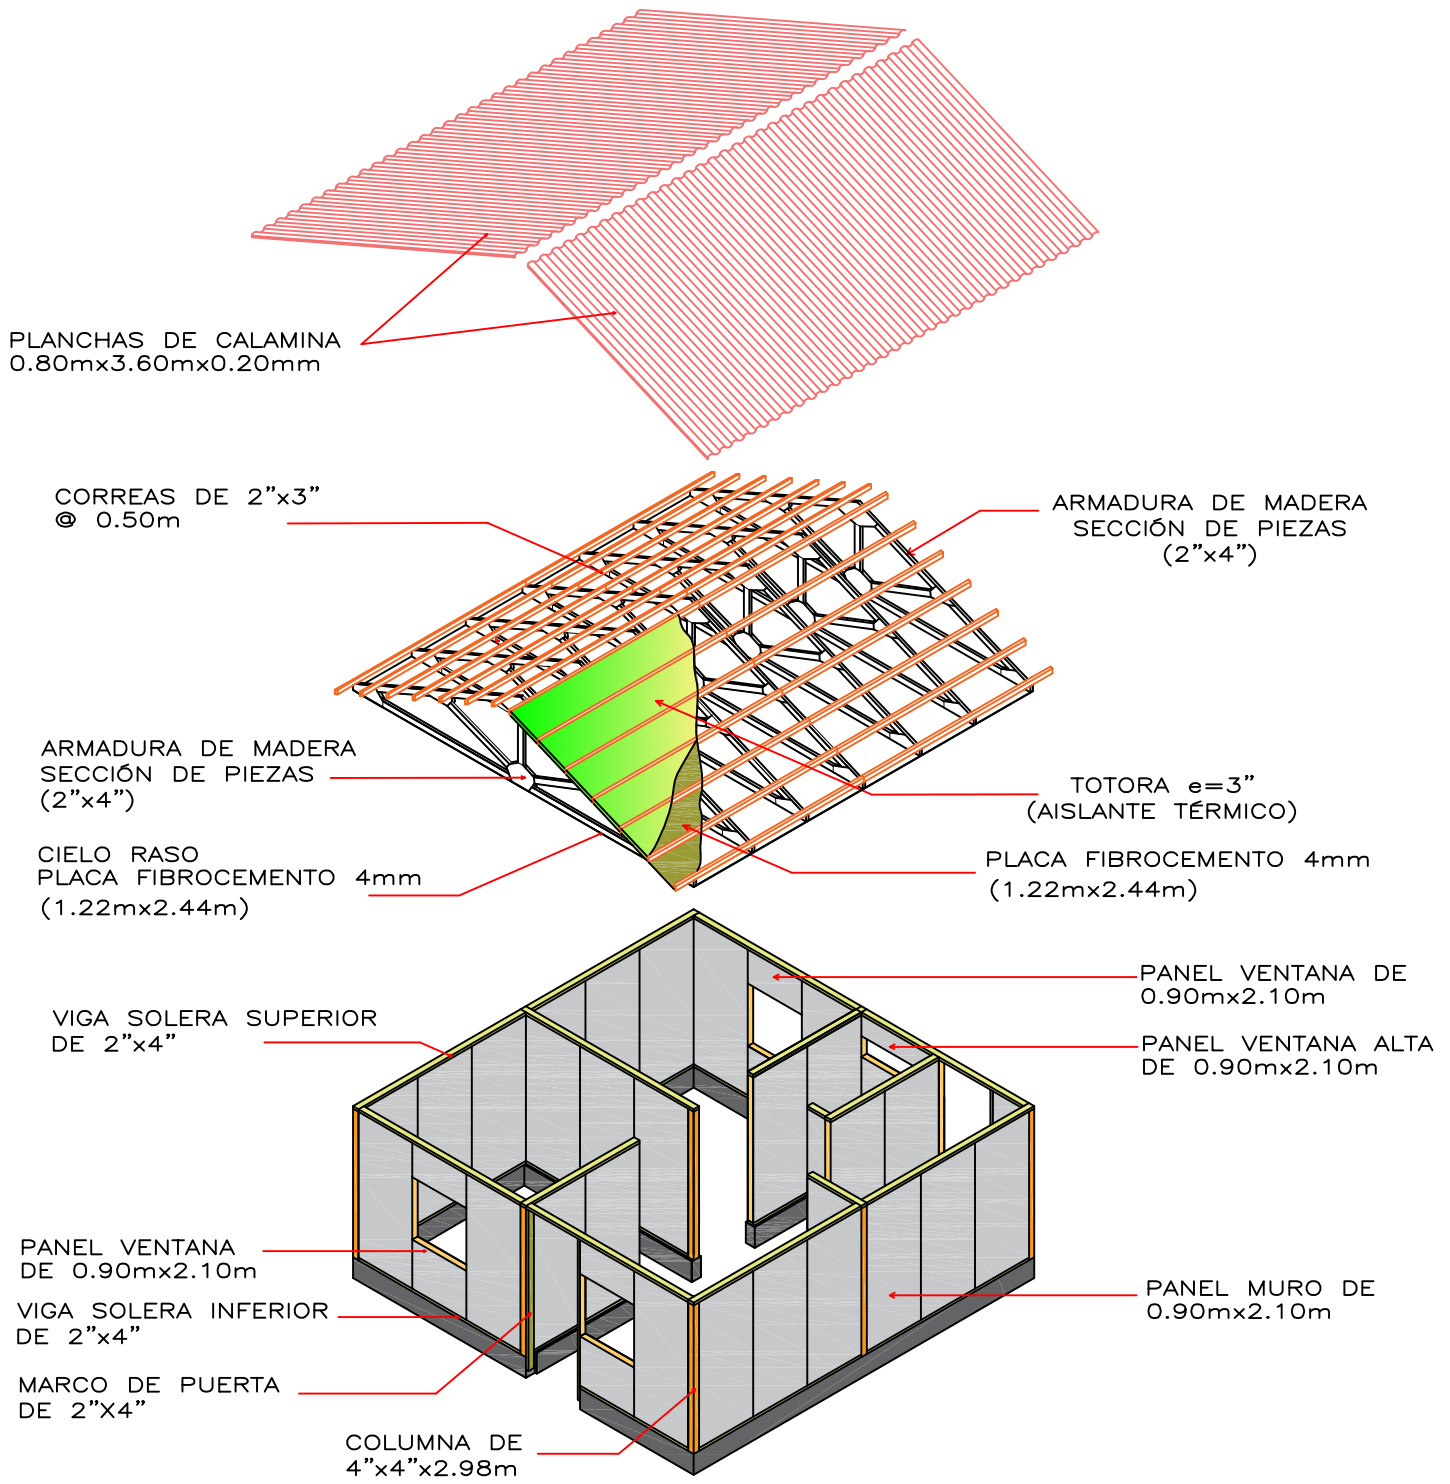 PLANCHAS DE CALAMINA
0.80mx3.60mx0.20mm
CORREAS DE 2”x3”
@ 0.50m
ARMADURA DE MADERA
SECCIÓN DE PIEZAS
(2”x4”)
ARMADURA DE MADERA
SECCIÓN DE PIEZAS
(2”x4”)
TOTORA e=3”
(AISLANTE TÉRMICO)
CIELO RASO
PLACA FIBROCEMENTO 4mm
(1.22mx2.44m)
PLACA FIBROCEMENTO 4mm
(1.22mx2.44m)
PANEL VENTANA DE
0.90mx2.10m
VIGA SOLERA SUPERIOR
DE 2”x4”
PANEL VENTANA ALTA
DE 0.90mx2.10m
PANEL VENTANA
DE 0.90mx2.10m
VIGA SOLERA INFERIOR
DE 2”x4”
PANEL MURO DE
0.90mx2.10m
MARCO DE PUERTA
DE 2”X4”
COLUMNA DE
4”x4”x2.98m